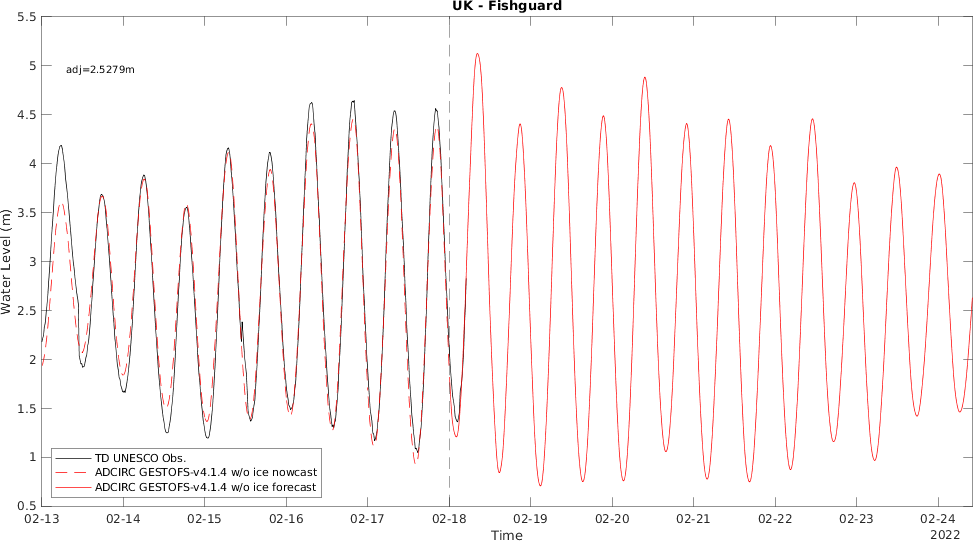 UK - Fishguard
adj=2.5279m
5.5
5
4.5
4
3.5
3
2.5
2
1.5
1
0.5
Water Level (m)
TD UNESCO Obs.
ADCIRC GESTOFS-v4.1.4 w/o ice nowcast
ADCIRC GESTOFS-v4.1.4 w/o ice forecast
02-13 02-14 02-15 02-16 02-17 02-18 02-19 02-20 02-21 02-22 02-23 02-24
2022
Time